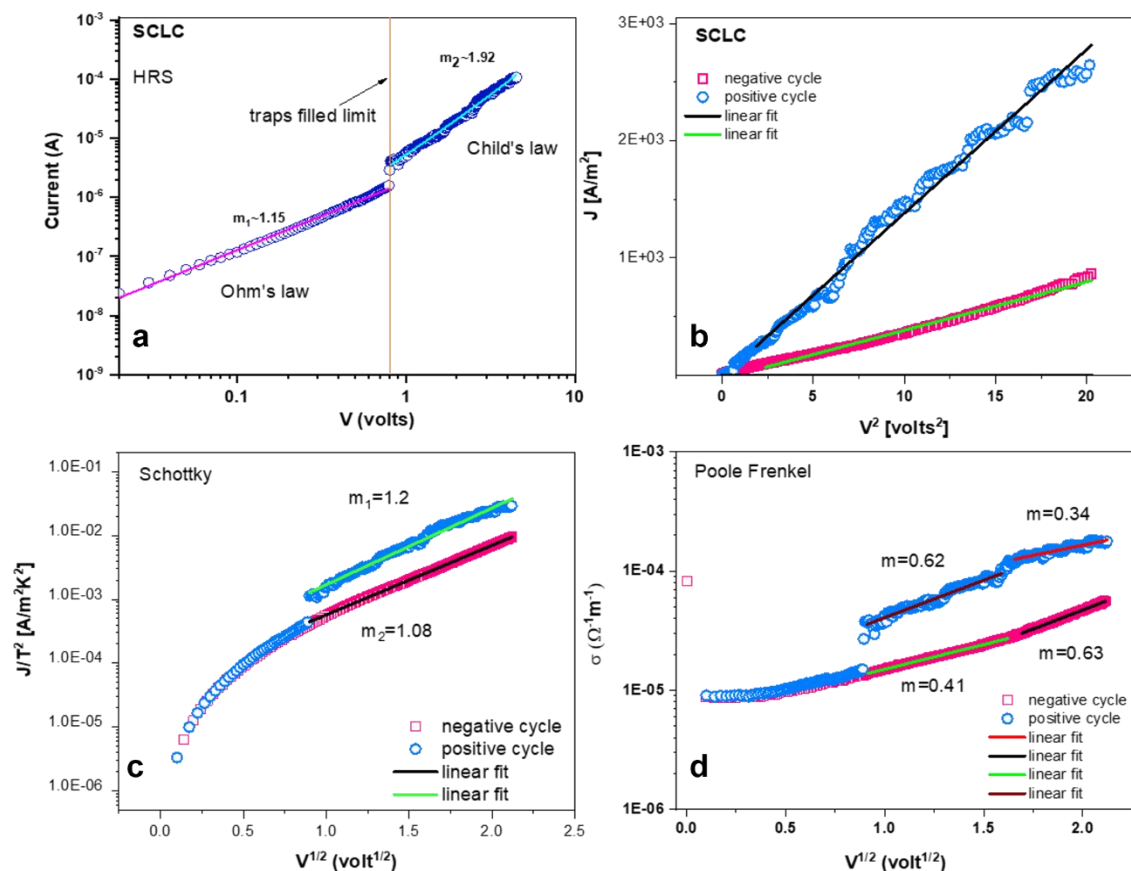 SCLC
HRS
m₂~1.92
traps filled limit
Child's law
m₁~1.15
Ohm's law
a
10⁻³
10⁻⁴
10⁻⁵
10⁻⁶
10⁻⁷
10⁻⁸
10⁻⁹
Current (A)
0.1
1
10
V (volts)
SCLC
negative cycle
positive cycle
linear fit
linear fit
b
3E+03
2E+03
1E+03
J [A/m²]
0
5
10
15
20
V² [volts²]
Schottky
m₁=1.2
m₂=1.08
negative cycle
positive cycle
linear fit
linear fit
c
1.0E-01
1.0E-02
1.0E-03
1.0E-04
1.0E-05
1.0E-06
J/T² [A/m²K²]
0.0
0.5
1.0
1.5
2.0
2.5
V¹/² (volt¹/²)
Poole Frenkel
m=0.34
m=0.62
m=0.63
m=0.41
negative cycle
positive cycle
linear fit
linear fit
linear fit
linear fit
d
1E-03
1E-04
1E-05
1E-06
σ (Ω⁻¹m⁻¹)
0.0
0.5
1.0
1.5
2.0
V¹/² (volt¹/²)